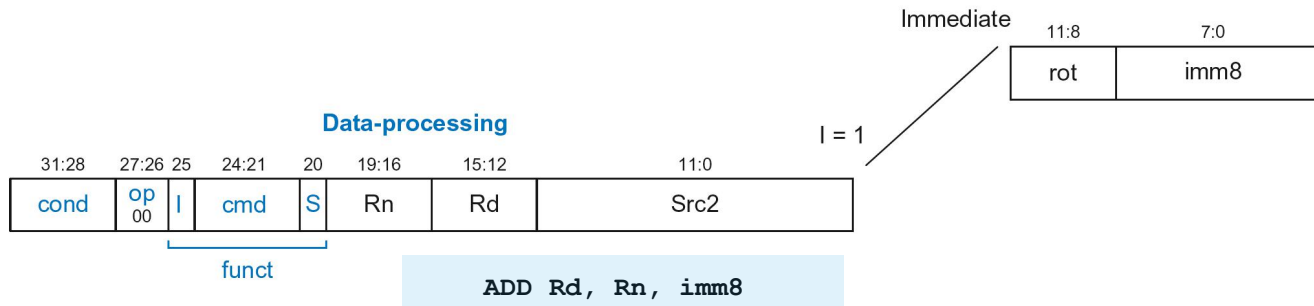 Immediate
11:8 7:0
rot imm8
Data-processing
I = 1
31:28 27:26 25 24:21 20 19:16 15:12 11:0
cond op 00 I cmd S Rn Rd Src2
funct
ADD Rd, Rn, imm8